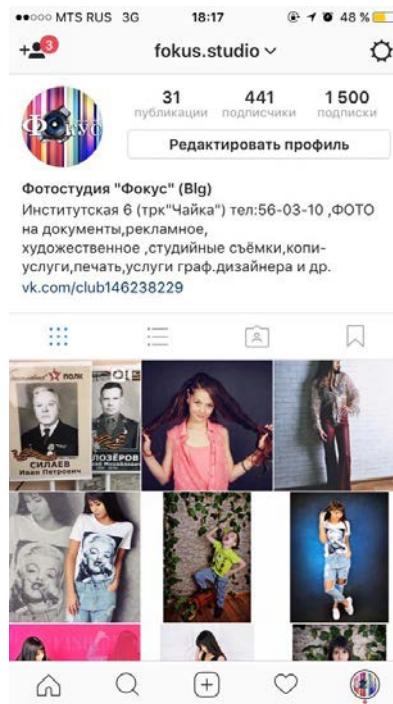 MTS RUS 3G 18:17 48 %
3
fokus.studio
31 441 1 500
публикации подписчики подписки
Редактировать профиль
Фокус
Фотостудия "Фокус" (Blg)
Институтская 6 (трк"Чайка") тел:56-03-10 ,ФОТО
на документы,рекламное,
художественное ,студийные съёмки,копи-
услуги,печать,услуги граф.дизайнера и др.
vk.com/club146238229
ПОЛК
СИЛАЕВ
Иван Петрович